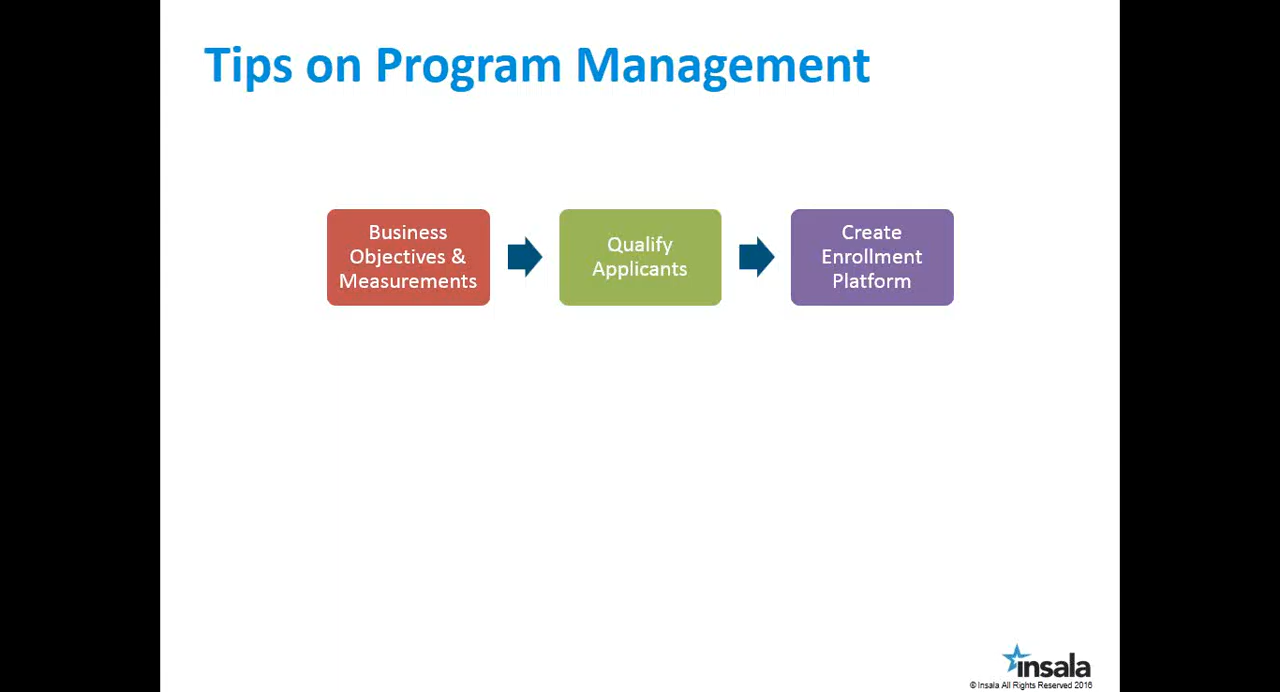 Tips on Program Management
Business
Objectives &
Measurements
Qualify
Applicants
Create
Enrollment
Platform
insala
© Insala All Rights Reserved 2016